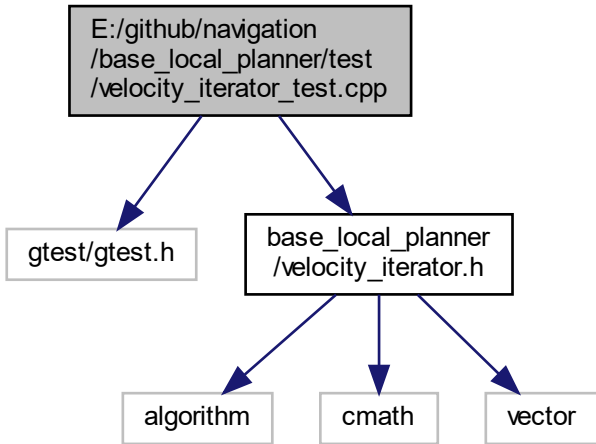 E:/github/navigation
/base_local_planner/test
/velocity_iterator_test.cpp
gtest/gtest.h
base_local_planner
/velocity_iterator.h
algorithm
cmath
vector